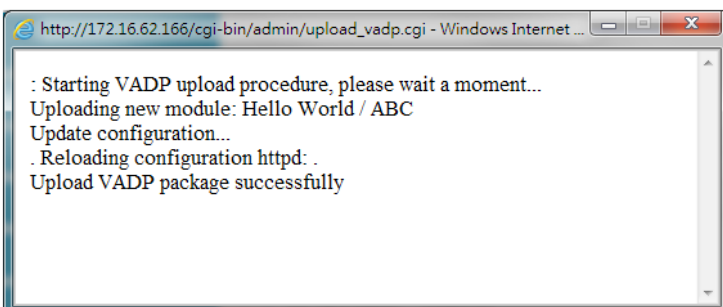 http://172.16.62.166/cgi-bin/admin/upload_vadp.cgi - Windows Internet ...
: Starting VADP upload procedure, please wait a moment...
Uploading new module: Hello World / ABC
Update configuration...
. Reloading configuration httpd: .
Upload VADP package successfully